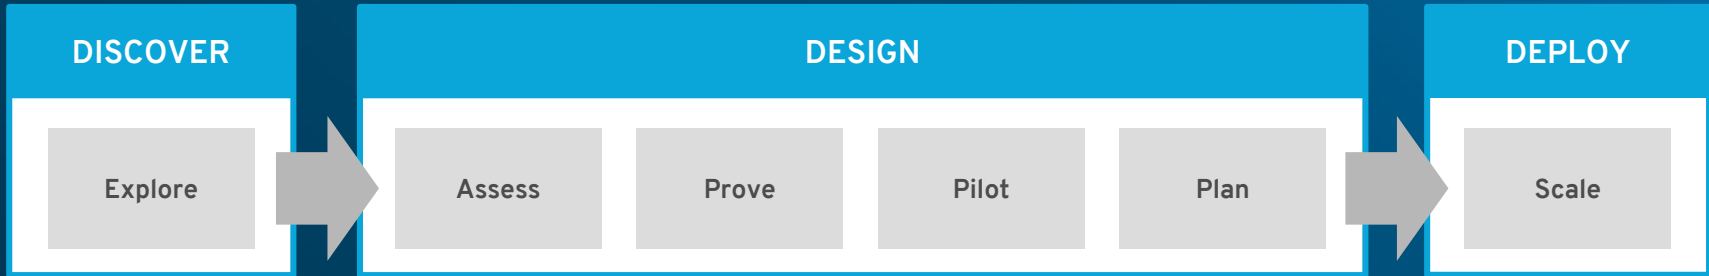 DISCOVER
DESIGN
DEPLOY
Explore
Assess
Prove
Pilot
Plan
Scale